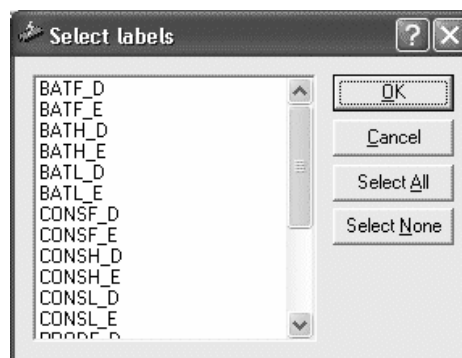 Select labels
BATF_D
BATF_E
BATH_D
BATH_E
BATL_D
BATL_E
CONSF_D
CONSF_E
CONSH_D
CONSH_E
CONSL_D
CONSL_E
OK
Cancel
Select All
Select None